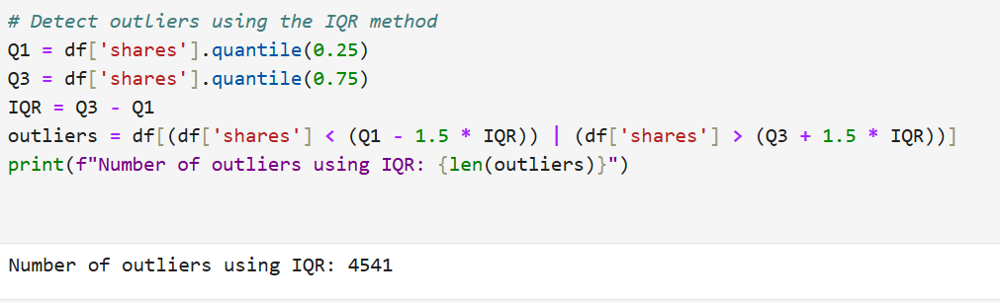 # Detect outliers using the IQR method
Q1 = df['shares'].quantile(0.25)
Q3 = df['shares'].quantile(0.75)
IQR = Q3 - Q1
outliers = df[(df['shares'] < (Q1 - 1.5 * IQR)) | (df['shares'] > (Q3 + 1.5 * IQR))]
print(f"Number of outliers using IQR: {len(outliers)}")
Number of outliers using IQR: 4541